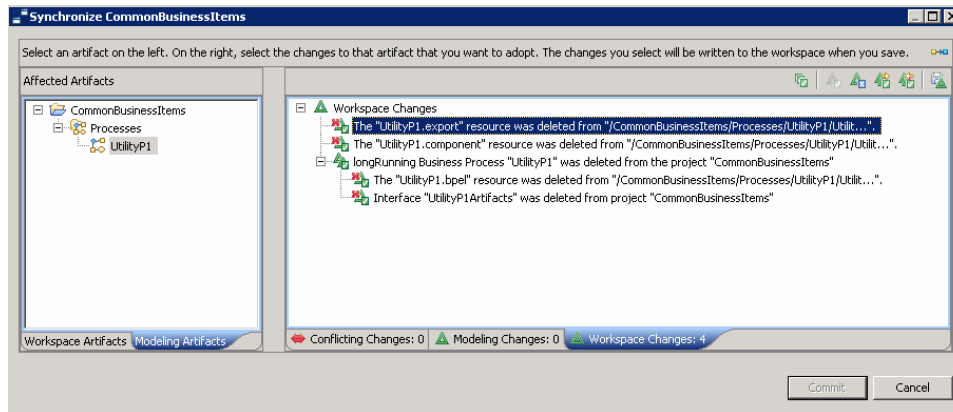 Synchronize CommonBusinessItems
Select an artifact on the left. On the right, select the changes to that artifact that you want to adopt. The changes you select will be written to the workspace when you save.
Affected Artifacts
CommonBusinessItems
Processes
UtilityP1
Workspace Changes
The "UtilityP1.export" resource was deleted from "/CommonBusinessItems/Processes/UtilityP1/Utilit...".
The "UtilityP1.component" resource was deleted from "/CommonBusinessItems/Processes/UtilityP1/Utilit...".
longRunning Business Process "UtilityP1" was deleted from the project "CommonBusinessItems"
The "UtilityP1.bpel" resource was deleted from "/CommonBusinessItems/Processes/UtilityP1/Utilit...".
Interface "UtilityP1Artifacts" was deleted from project "CommonBusinessItems"
Workspace Artifacts Modeling Artifacts
Conflicting Changes: 0 Modeling Changes: 0 Workspace Changes: 4
Commit Cancel